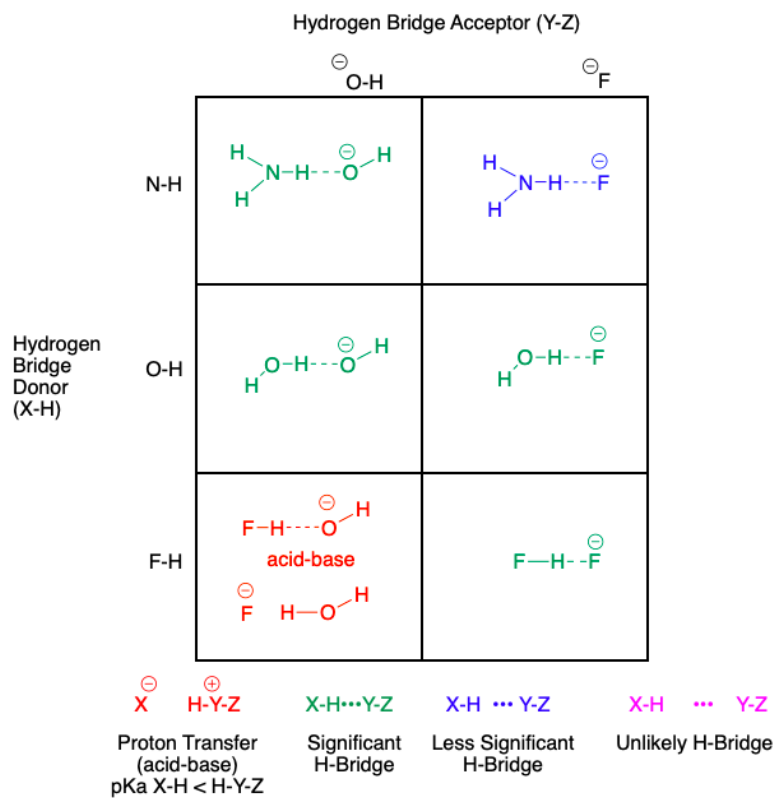 Hydrogen Bridge Acceptor (Y-Z)
⊖
O-H
⊖
F
N-H
H
N-H----O
⊖
H
H
H
N-H----F
⊖
H
Hydrogen
Bridge
Donor
(X-H)
O-H
O-H----O
⊖
H
H
O-H---F
⊖
H
F-H
F-H----O
⊖
H
acid-base
⊖
F
H-O
H
F-H--F
⊖
⊖
X
⊕
H-Y-Z
X-H•••Y-Z
X-H ••• Y-Z
X-H ••• Y-Z
Proton Transfer
(acid-base)
pKa X-H < H-Y-Z
Significant
H-Bridge
Less Significant
H-Bridge
Unlikely H-Bridge